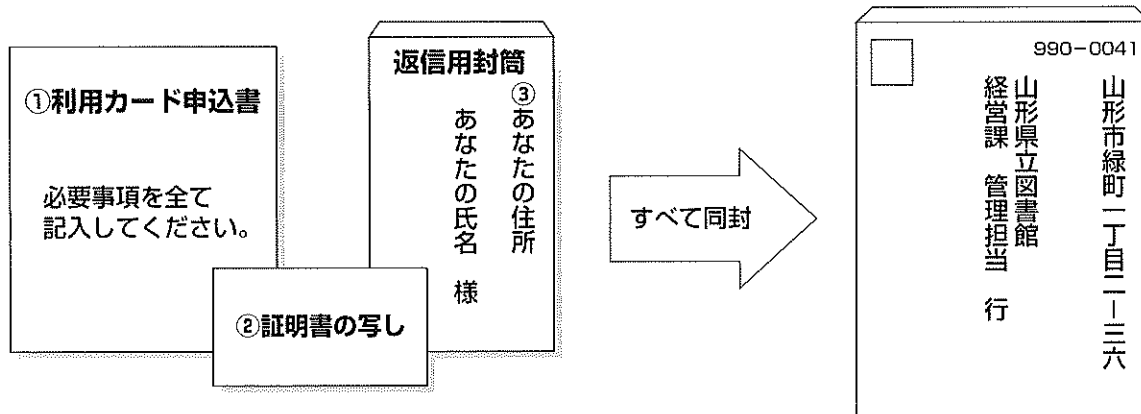 ①利用カード申込書
必要事項を全て
記入してください。
②証明書の写し
返信用封筒
③あなたの住所
あなたの氏名 様
すべて同封
990-0041
山形市緑町一丁目二ー三六
山形県立図書館
経営課 管理担当 行